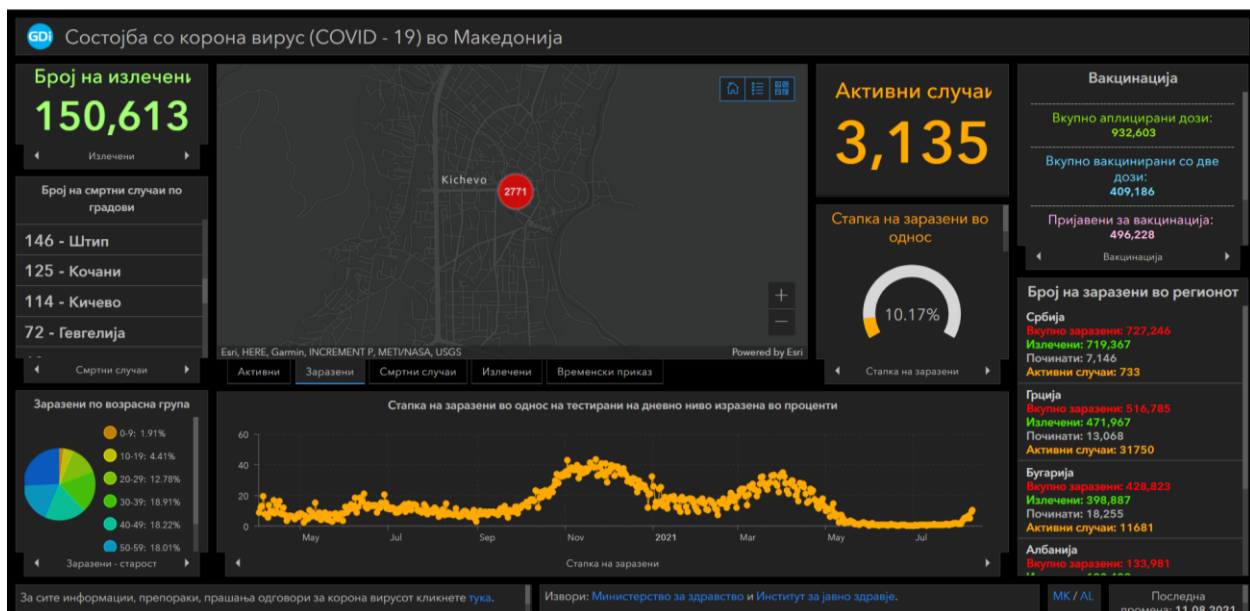 GDi
Состојба со корона вирус (COVID - 19) во Македонија
Број на излечени
150,613
Излечени
Број на смртни случаи по
градови
146 - Штип
125 - Кочани
114 - Кичево
72 - Гевгелија
Смртни случаи
Заразени по возрасна група
0-9: 1.91%
10-19: 4.41%
20-29: 12.78%
30-39: 18.91%
40-49: 18.22%
50-59: 18.01%
Заразени - старост
Kichevo
2771
+
−
Esri, HERE, Garmin, INCREMENT P, METI/NASA, USGS
Powered by Esri
Активни
Заразени
Смртни случаи
Излечени
Временски приказ
Активни случаи
3,135
Стапка на заразени во
однос
10.17%
Стапка на заразени
Стапка на заразени во однос на тестирани на дневно ниво изразена во проценти
60
40
20
0
May
Jul
Sep
Nov
2021
Mar
May
Jul
Стапка на заразени
Вакцинација
Вкупно аплицирани дози:
932,603
Вкупно вакцинирани со две
дози:
409,186
Пријавени за вакцинација:
496,228
Вакцинација
Број на заразени во регионот
Србија
Вкупно заразени: 727,246
Излечени: 719,367
Починати: 7,146
Активни случаи: 733
Грција
Вкупно заразени: 516,785
Излечени: 471,967
Починати: 13,068
Активни случаи: 31750
Бугарија
Вкупно заразени: 428,823
Излечени: 398,887
Починати: 18,255
Активни случаи: 11681
Албанија
Вкупно заразени: 133,981
За сите информации, препораки, прашања одговори за корона вирусот кликнете тука.
Извори: Министерство за здравство и Институт за јавно здравје.
MK / AL
Последна
промена: 11.08.2021